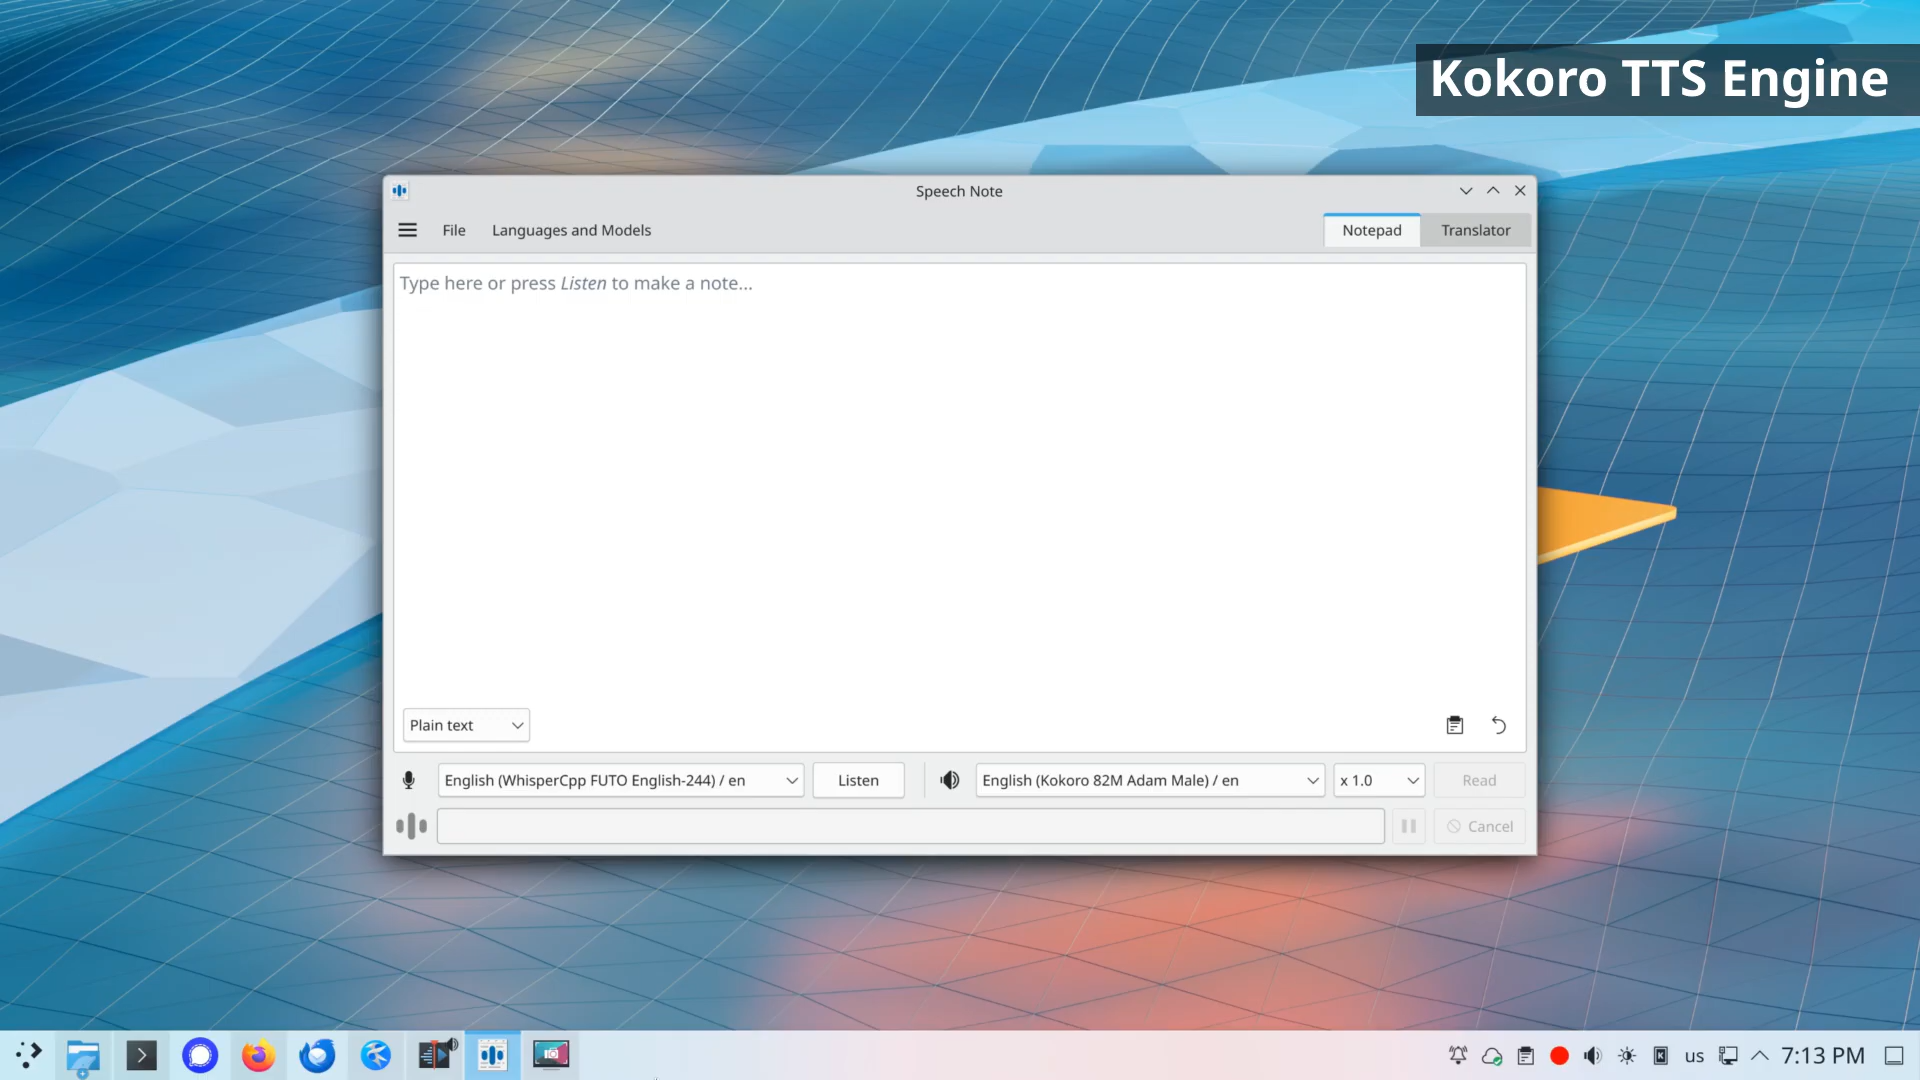 Kokoro TTS Engine
Speech Note
File Languages and Models Notepad Translator
Type here or press Listen to make a note...
Plain text
English (WhisperCpp FUTO English-244) / en Listen English (Kokoro 82M Adam Male) / en x 1.0 Read
Cancel
us 7:13 PM